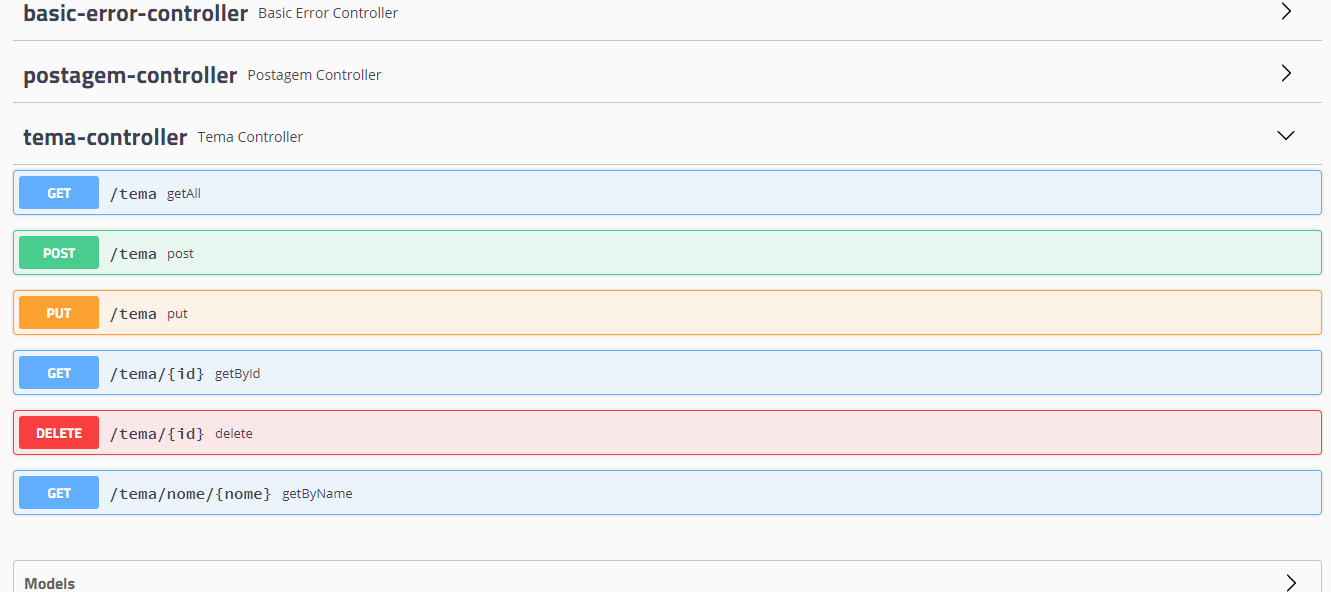 basic-error-controller Basic Error Controller
postagem-controller Postagem Controller
tema-controller Tema Controller
GET /tema getAll
POST /tema post
PUT /tema put
GET /tema/{id} getById
DELETE /tema/{id} delete
GET /tema/nome/{nome} getByName
Models